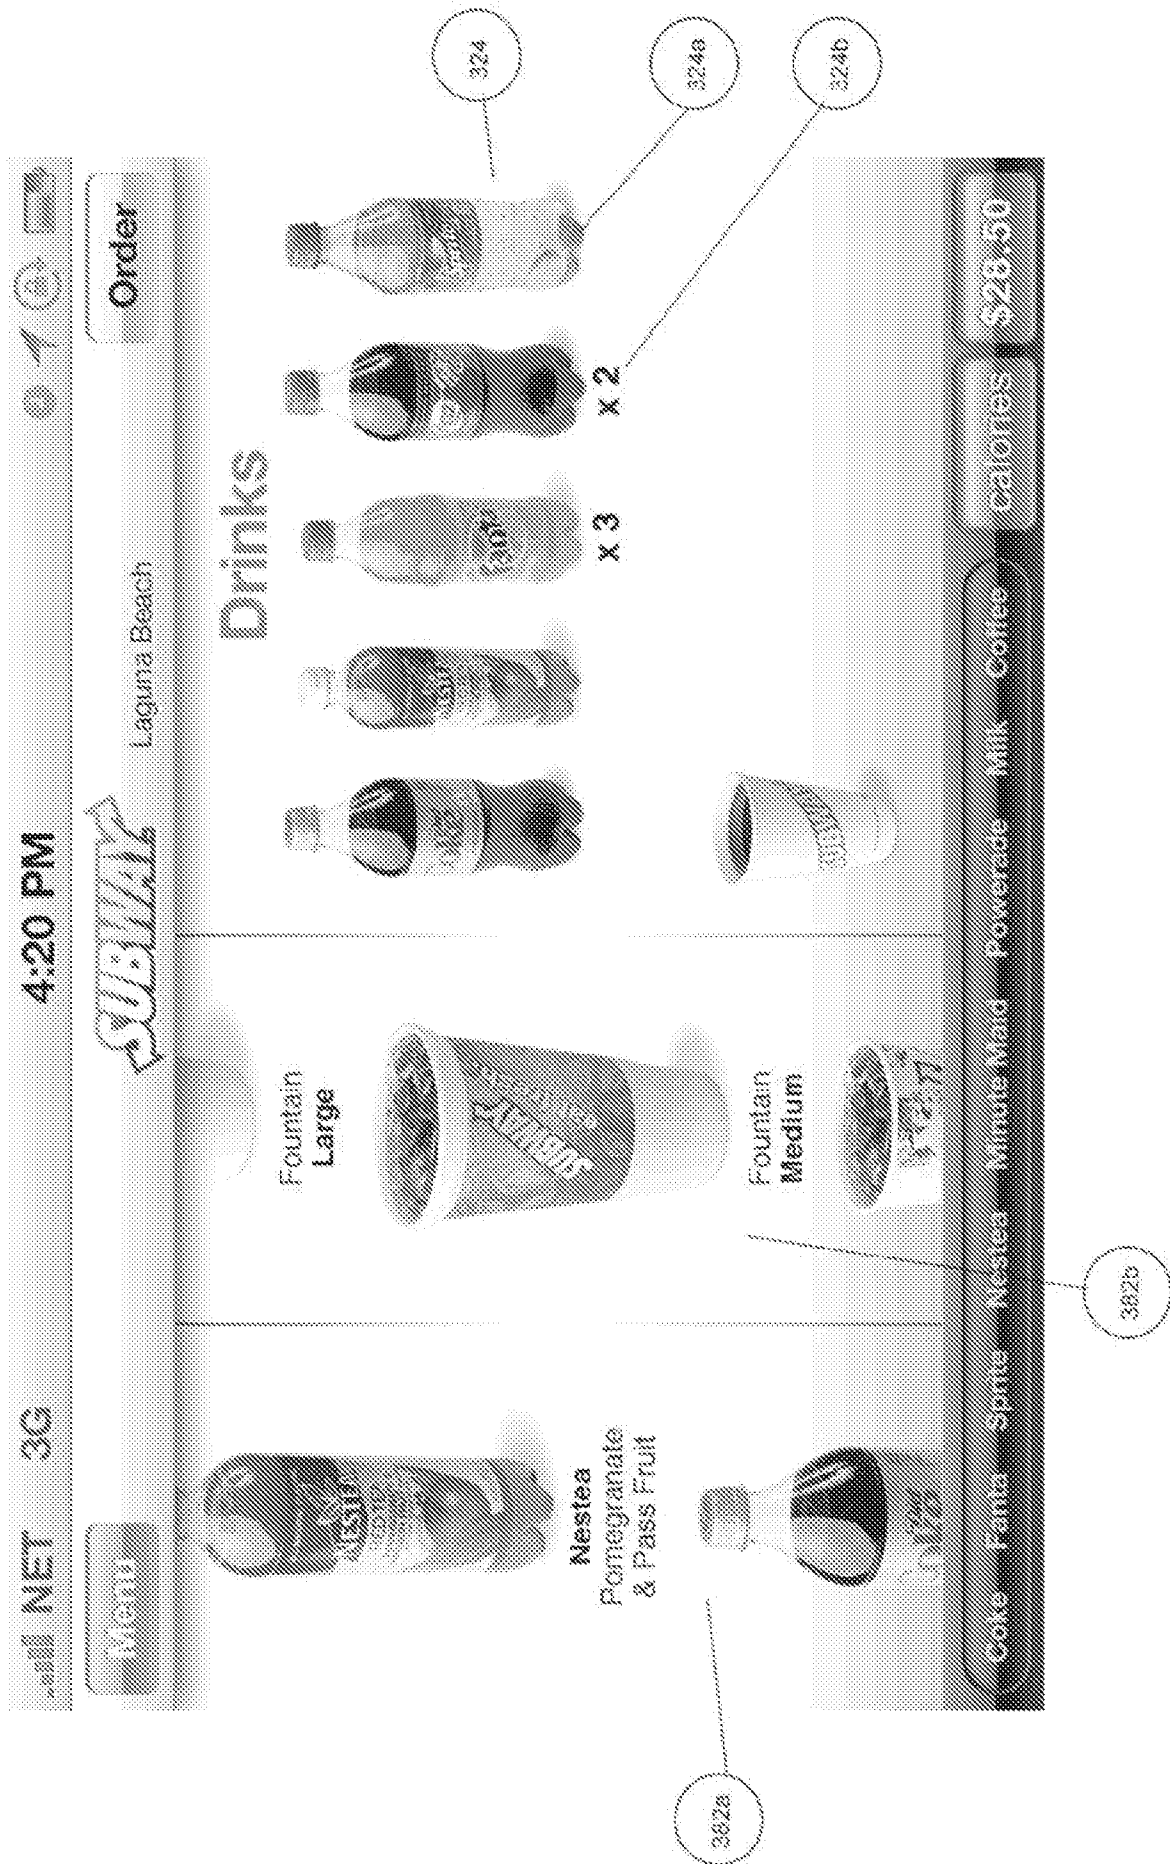 NET 3G 4:20 PM
Menu
SUBWAY
Laguna Beach
Order
Drinks
Nestea
Pomegranate
& Pass Fruit
Fountain
Large
SUBWAY
Fountain
Medium
Fanta
x 3
x 2
Coke Fanta Sprite Nestea Minute Maid Powerade Milk Coffee
calories
$28.50
324
324a
324b
382a
382b